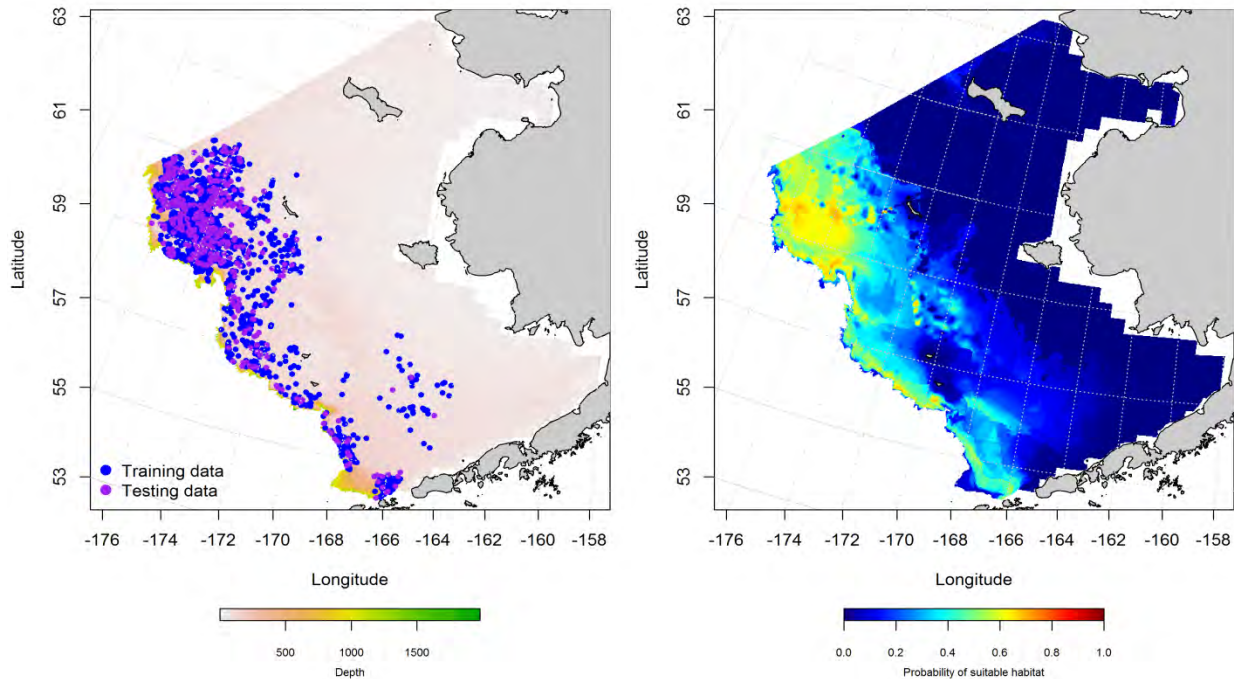 63
61
59
57
55
53
Latitude
Training data
Testing data
-176 -174 -172 -170 -168 -166 -164 -162 -160 -158
Longitude
500 1000 1500
Depth
63
61
59
57
55
53
Latitude
-176 -174 -172 -170 -168 -166 -164 -162 -160 -158
Longitude
0.0 0.2 0.4 0.6 0.8 1.0
Probability of suitable habitat